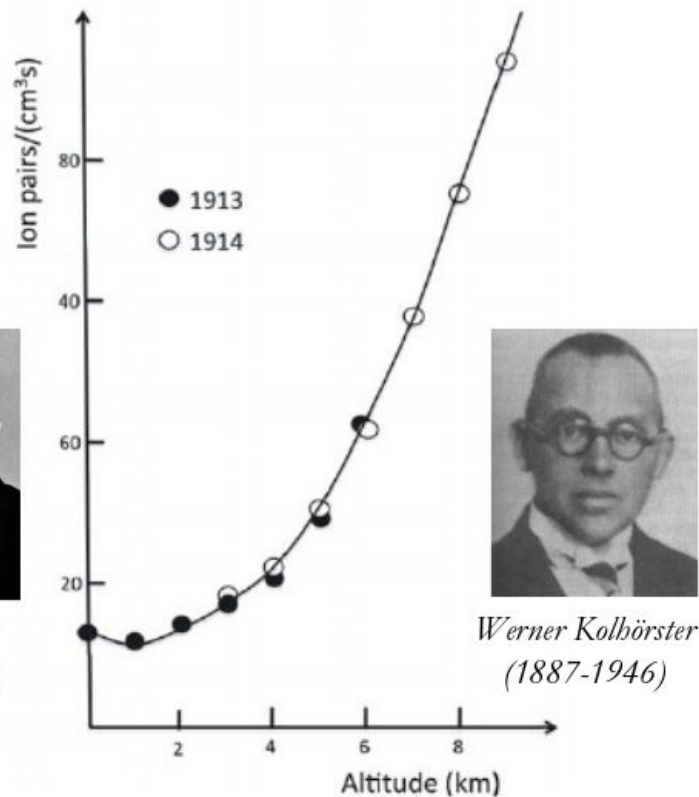 Ion pairs/(cm³s)
80
1913
1914
40
60
20
2 4 6 8
Altitude (km)
Werner Kolhörster
(1887-1946)